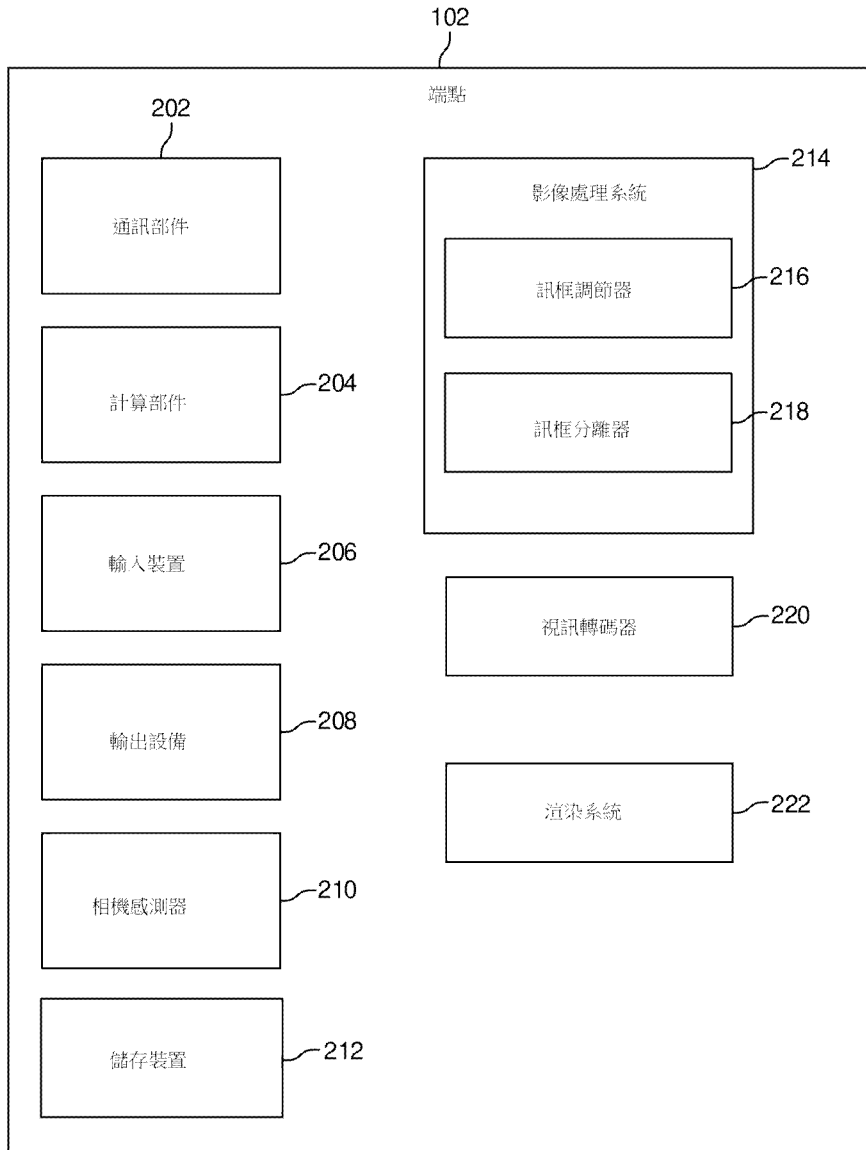 102
端點
202
通訊部件
204
計算部件
206
輸入裝置
208
輸出設備
210
相機感測器
212
儲存裝置
214
影像處理系統
216
訊框調節器
218
訊框分離器
220
視訊轉碼器
222
渲染系統